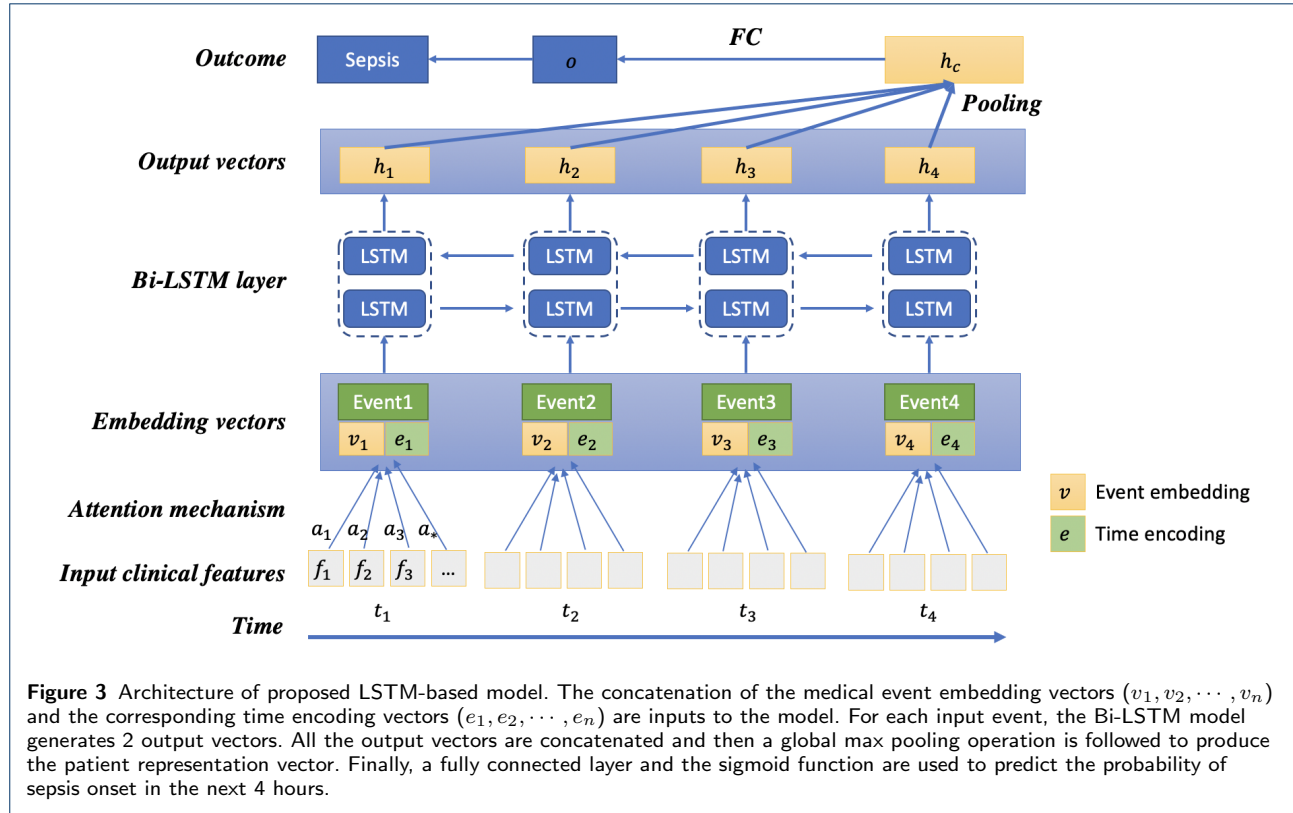 Outcome Sepsis o FC h_c
Pooling
Output vectors h_1 h_2 h_3 h_4
LSTM LSTM LSTM LSTM
Bi-LSTM layer
LSTM LSTM LSTM LSTM
Event1 Event2 Event3 Event4
Embedding vectors v_1 e_1 v_2 e_2 v_3 e_3 v_4 e_4
v Event embedding
Attention mechanism
e Time encoding
a_1 a_2 a_3 a_*
Input clinical features f_1 f_2 f_3 ...
t_1 t_2 t_3 t_4
Time
Figure 3 Architecture of proposed LSTM-based model. The concatenation of the medical event embedding vectors (v_1, v_2, ⋯ , v_n)
and the corresponding time encoding vectors (e_1, e_2, ⋯ , e_n) are inputs to the model. For each input event, the Bi-LSTM model
generates 2 output vectors. All the output vectors are concatenated and then a global max pooling operation is followed to produce
the patient representation vector. Finally, a fully connected layer and the sigmoid function are used to predict the probability of
sepsis onset in the next 4 hours.